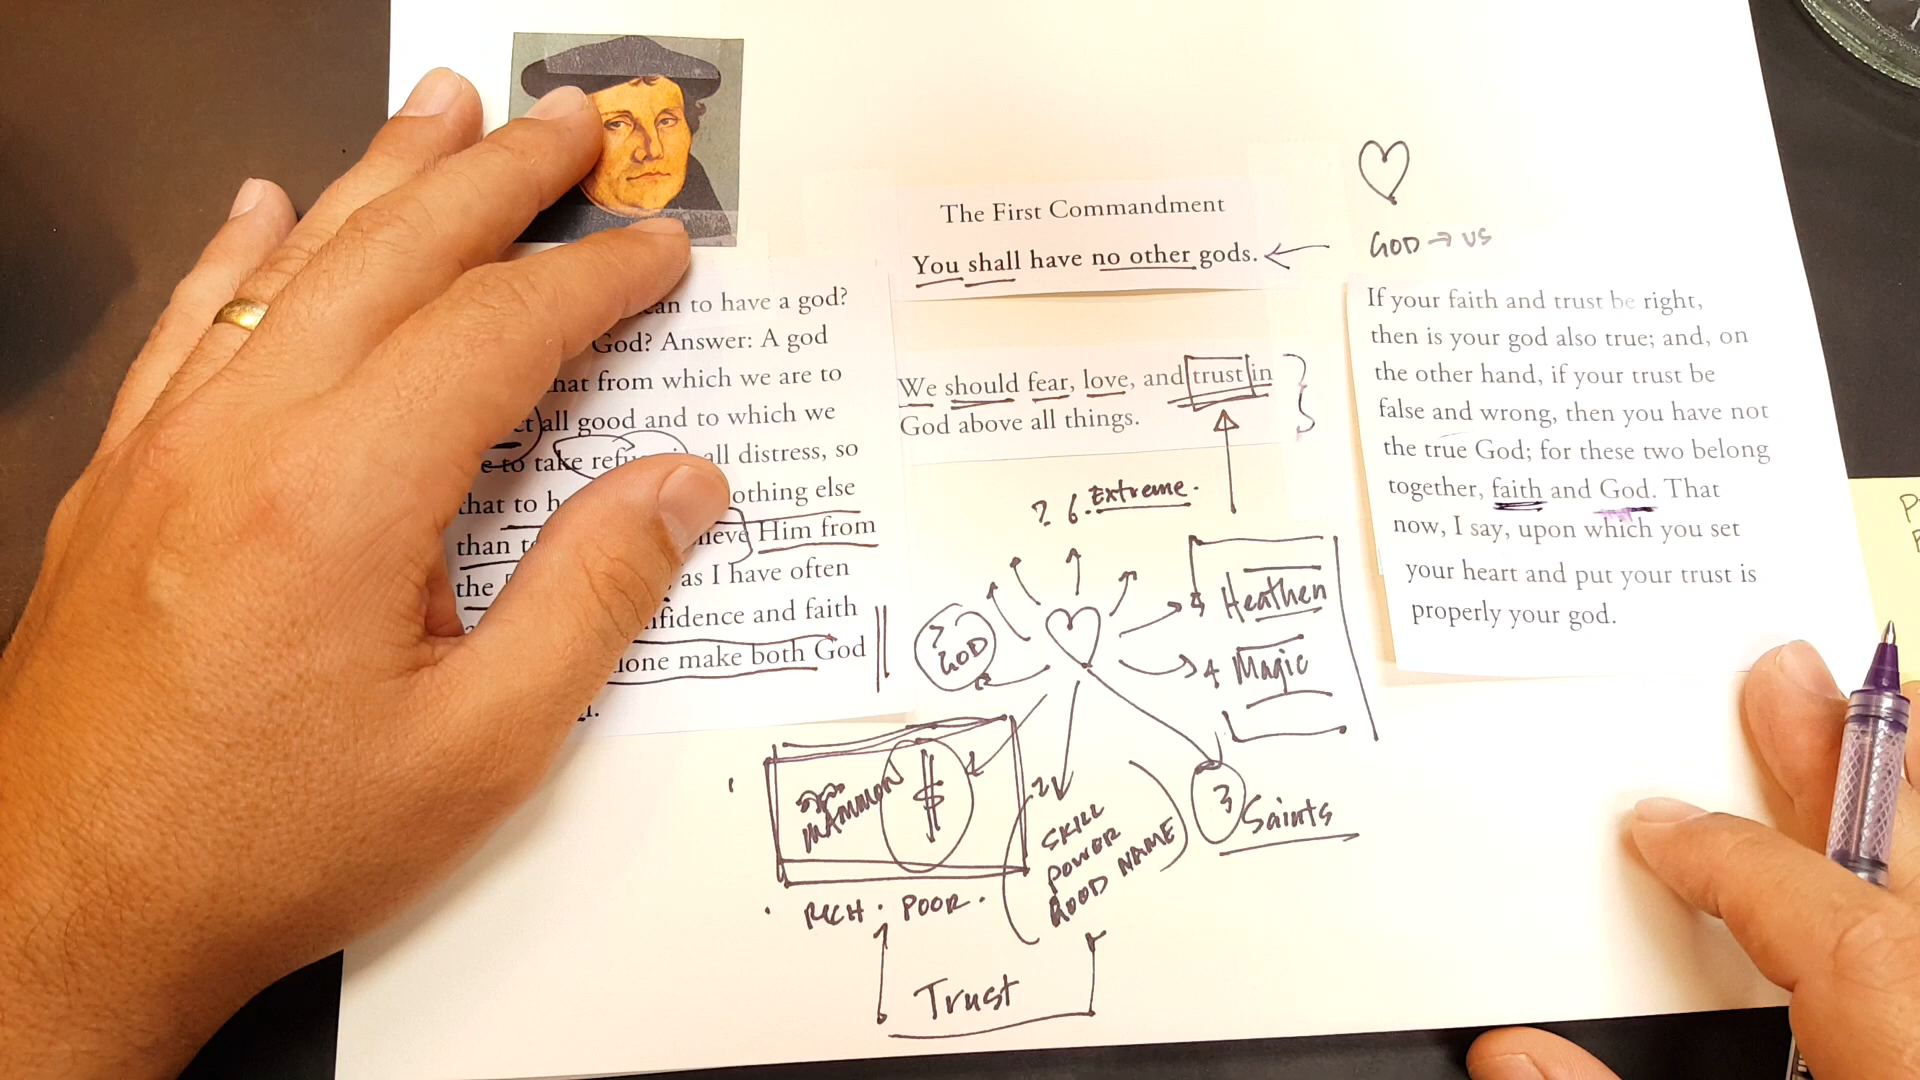 The First Commandment
You shall have no other gods.
We should fear, love, and trust in
God above all things.
an to have a god?
God? Answer: A god
hat from which we are to
all good and to which we
to take all distress, so
that to
othing else
than
Him from
the
as I have often
fidence and faith
lone make both God
GOD → US
If your faith and trust be right,
then is your god also true; and, on
the other hand, if your trust be
false and wrong, then you have not
the true God; for these two belong
together, faith and God. That
now, I say, upon which you set
your heart and put your trust is
properly your god.
? 6. Extreme.
Heathen
4 Magic
3 Saints
? GOD
MAMMON $
RICH · POOR.
2
SKILL
POWER
GOOD NAME
Trust